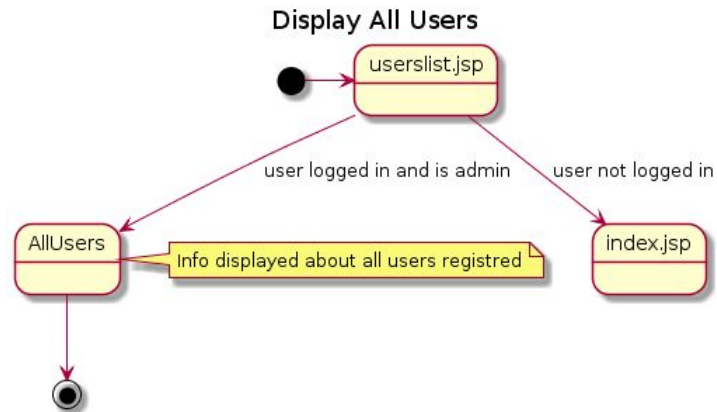 Display All Users
userslist.jsp
user logged in and is admin
user not logged in
AllUsers
Info displayed about all users registred
index.jsp